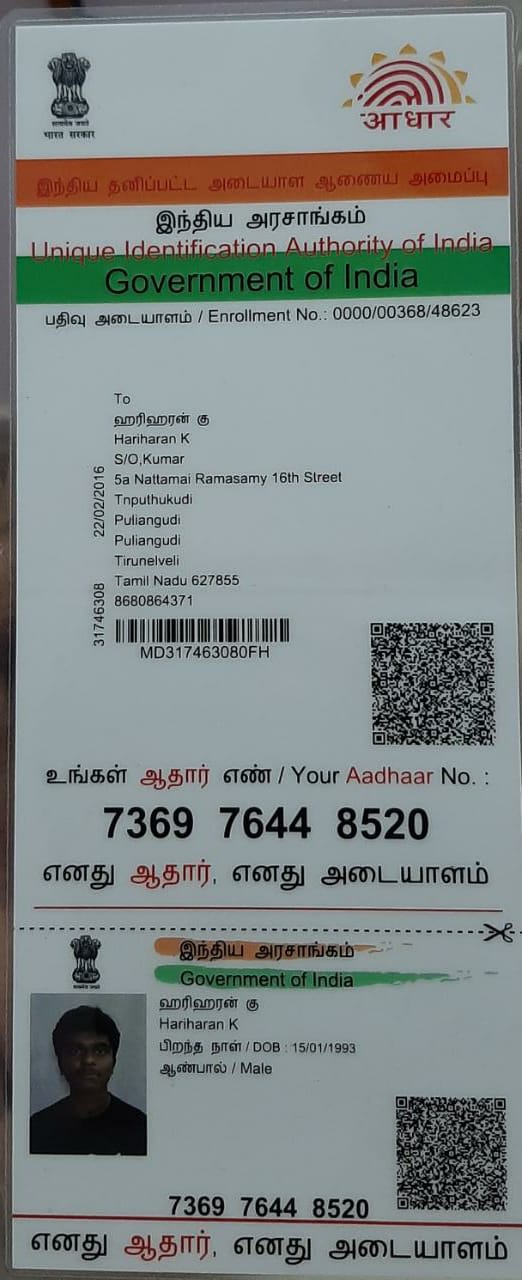 सत्यमेव जयते
भारत सरकार
आधार
இந்திய தனிப்பட்ட அடையாள ஆணைய அமைப்பு
இந்திய அரசாங்கம்
Unique Identification Authority of India
Government of India
பதிவு அடையாளம் / Enrollment No.: 0000/00368/48623
To
ஹரிஹரன் கு
Hariharan K
S/O,Kumar
5a Nattamai Ramasamy 16th Street
Tnputhukudi
Puliangudi
Puliangudi
Tirunelveli
Tamil Nadu 627855
8680864371
31746308 22/02/2016
MD317463080FH
உங்கள் ஆதார் எண் / Your Aadhaar No. :
7369 7644 8520
எனது ஆதார், எனது அடையாளம்
இந்திய அரசாங்கம்
Government of India
ஹரிஹரன் கு
Hariharan K
பிறந்த நாள் / DOB : 15/01/1993
ஆண்பால் / Male
7369 7644 8520
எனது ஆதார், எனது அடையாளம்